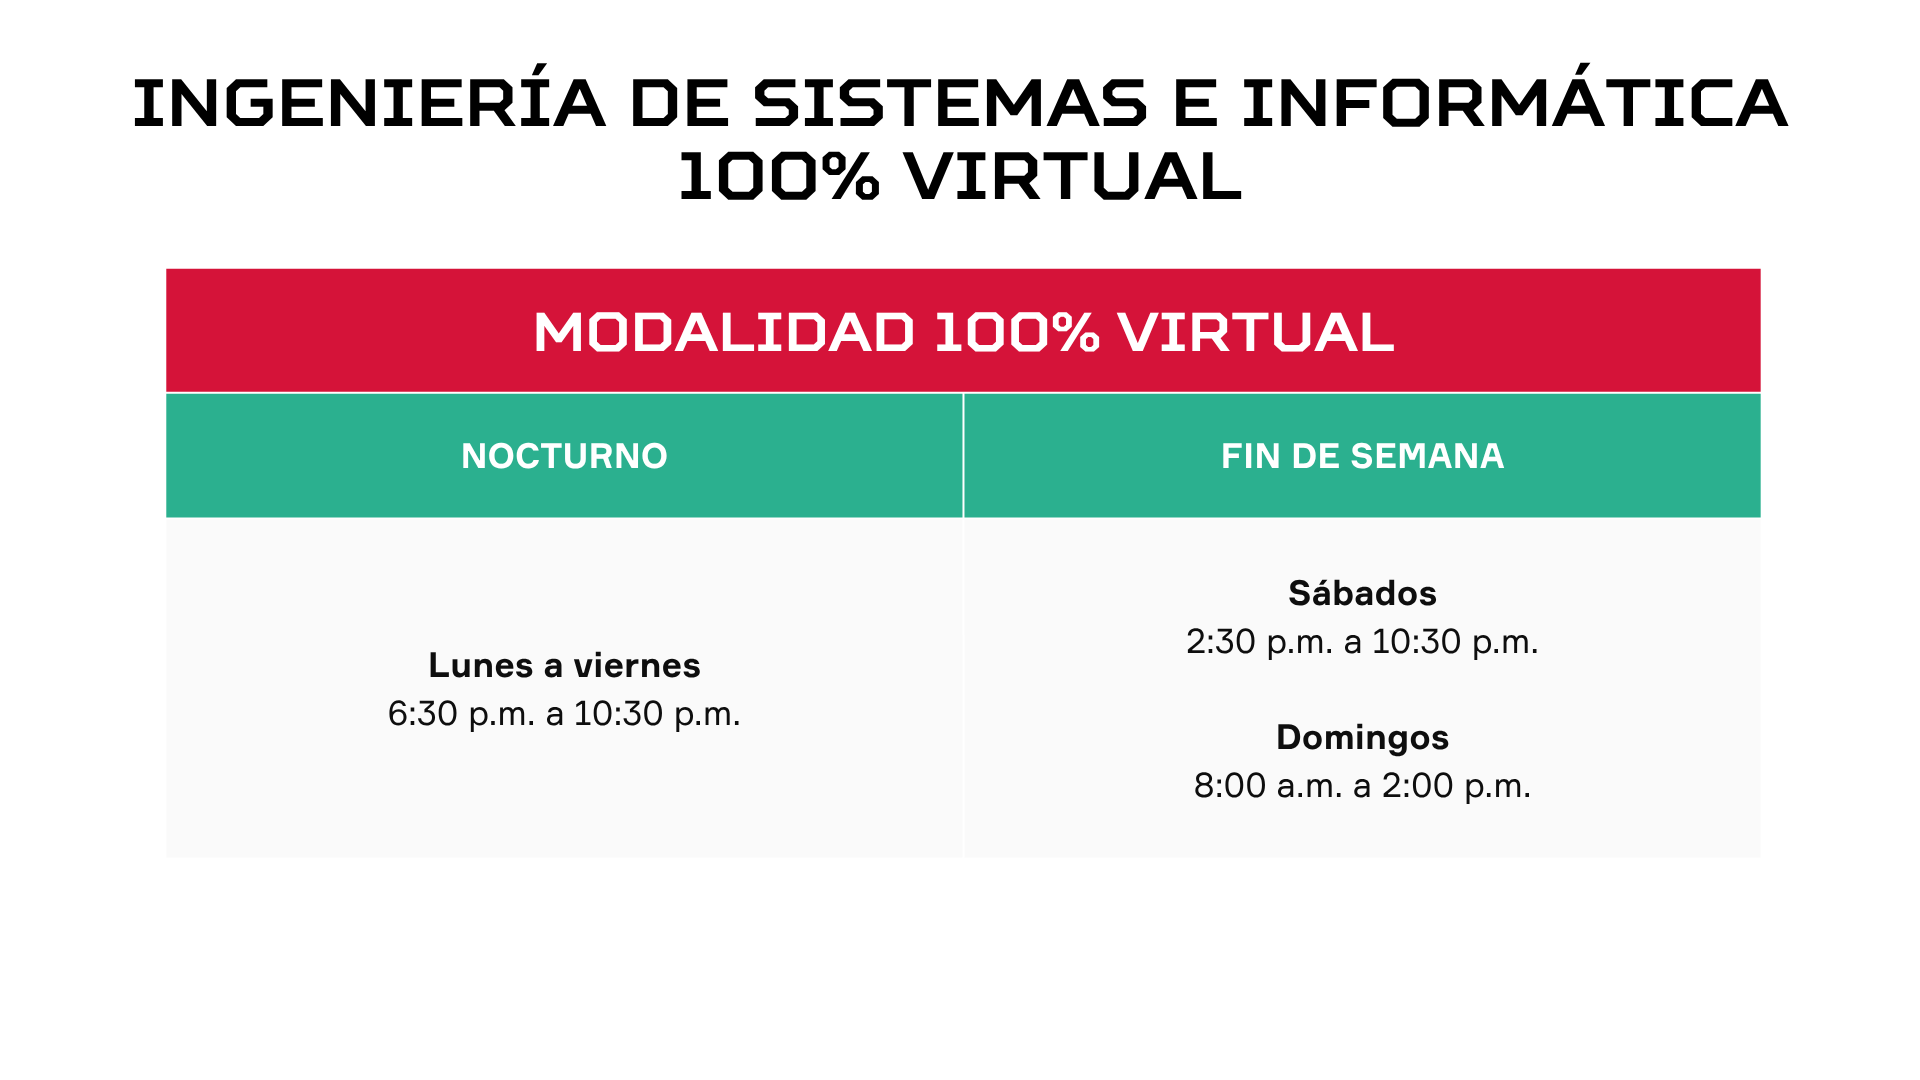 INGENIERÍA DE SISTEMAS E INFORMÁTICA
100% VIRTUAL
MODALIDAD 100% VIRTUAL
NOCTURNO
FIN DE SEMANA
Lunes a viernes
6:30 p.m. a 10:30 p.m.
Sábados
2:30 p.m. a 10:30 p.m.
Domingos
8:00 a.m. a 2:00 p.m.